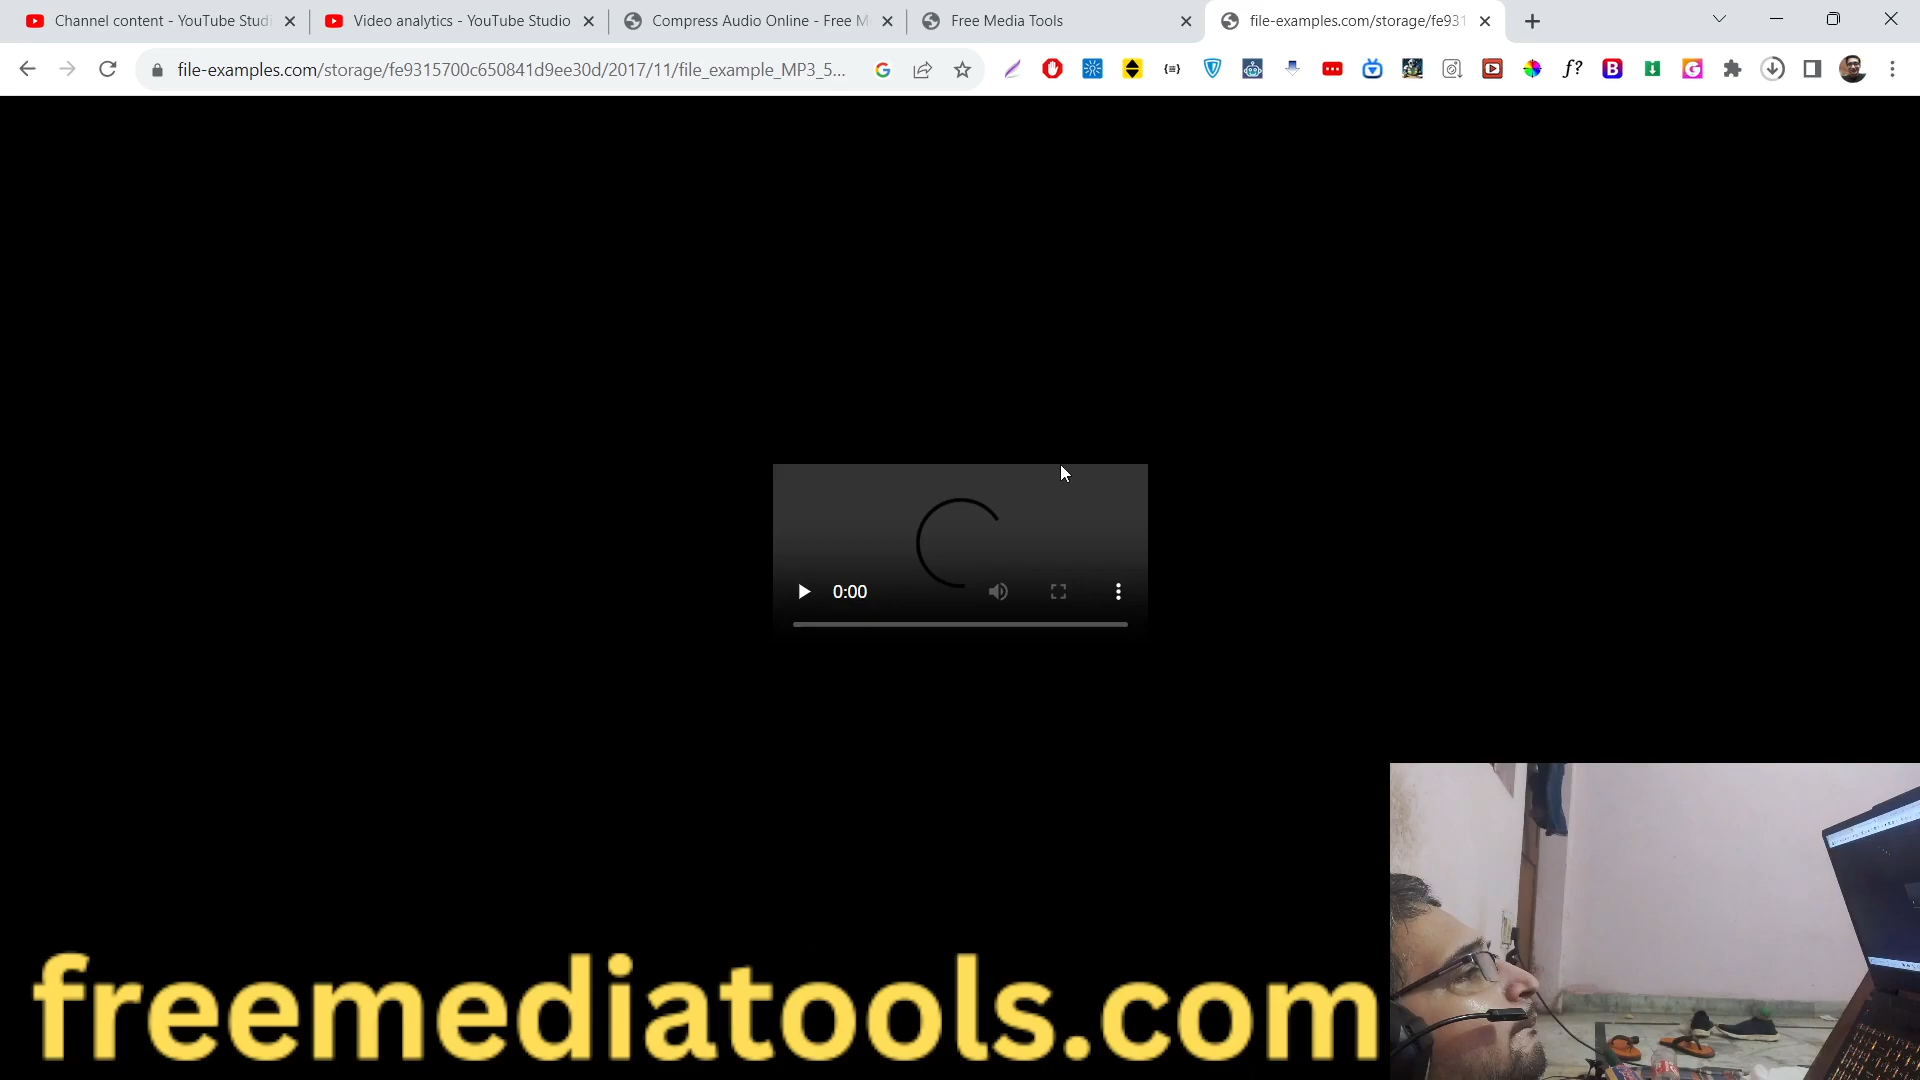 Channel content - YouTube Studi
Video analytics - YouTube Studio
Compress Audio Online - Free M
Free Media Tools
file-examples.com/storage/fe931
file-examples.com/storage/fe9315700c650841d9ee30d/2017/11/file_example_MP3_5...
f?
B
0:00
freemediatools.com